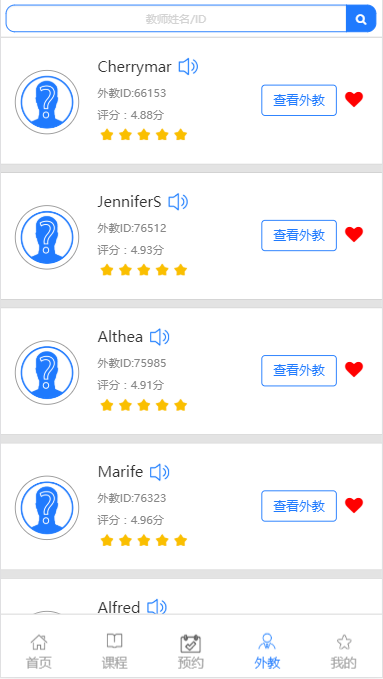 教师姓名/ID
Cherrymar
外教ID:66153
评分：4.88分
查看外教
JenniferS
外教ID:76512
评分：4.93分
查看外教
Althea
外教ID:75985
评分：4.91分
查看外教
Marife
外教ID:76323
评分：4.96分
查看外教
Alfred
首页 课程 预约 外教 我的